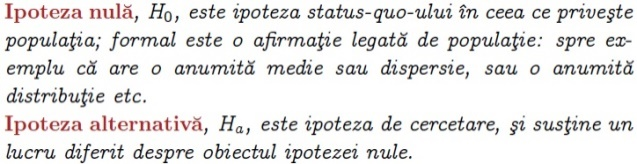 Ipoteza nulă, H₀, este ipoteza status-quo-ului în ceea ce priveşte
populaţia; formal este o afirmaţie legată de populaţie: spre ex-
emplu că are o anumită medie sau dispersie, sau o anumită
distribuţie etc.
Ipoteza alternativă, Hₐ, este ipoteza de cercetare, şi susţine un
lucru diferit despre obiectul ipotezei nule.